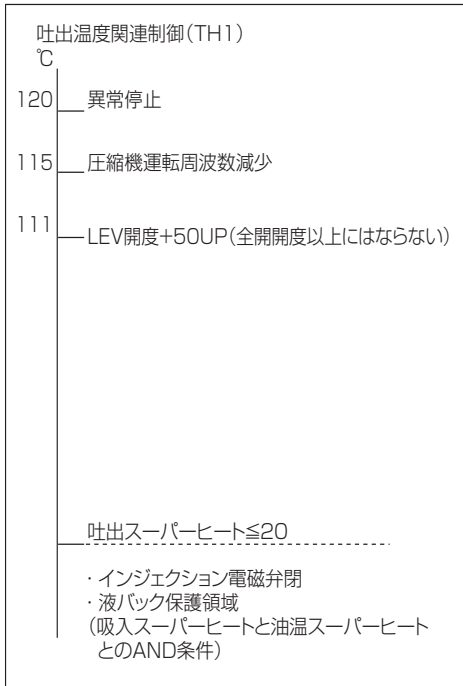 吐出温度関連制御（TH1）
℃
120 異常停止
115 圧縮機運転周波数減少
111 LEV開度+50UP（全開開度以上にはならない）
吐出スーパーヒート≦20
・インジェクション電磁弁閉
・液バック保護領域
（吸入スーパーヒートと油温スーパーヒート
とのAND条件）